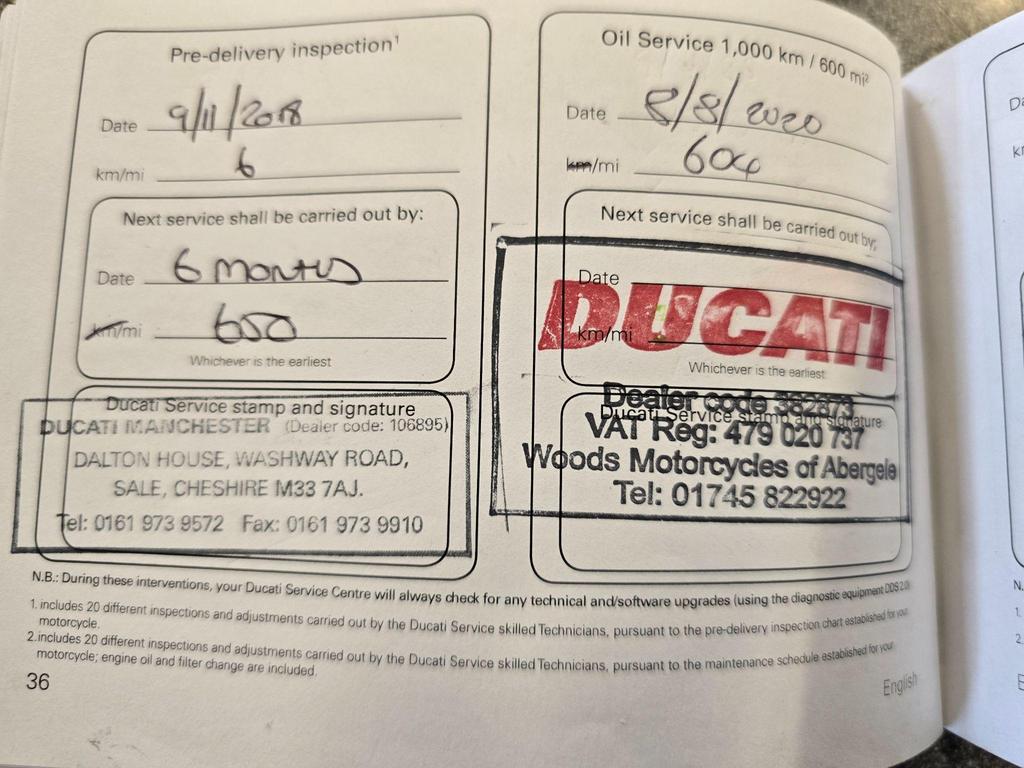 Pre-delivery inspection¹
Date 9/11/2018
km/mi 6
Next service shall be carried out by:
Date 6 MONTHS
km/mi 600
Whichever is the earliest
Ducati Service stamp and signature
DUCATI MANCHESTER (Dealer code: 106895)
DALTON HOUSE, WASHWAY ROAD,
SALE, CHESHIRE M33 7AJ.
Tel: 0161 973 9572 Fax: 0161 973 9910
Oil Service 1,000 km / 600 mi²
Date 8/8/2020
km/mi 604
Next service shall be carried out by:
Date
DUCATI
km/mi
Whichever is the earliest
Dealer code 382873
Ducati Service stamp and signature
VAT Reg: 479 020 737
Woods Motorcycles of Abergele
Tel: 01745 822922
N.B.: During these interventions, your Ducati Service Centre will always check for any technical and/software upgrades (using the diagnostic equipment DDS 2.0)
1. includes 20 different inspections and adjustments carried out by the Ducati Service skilled Technicians, pursuant to the pre-delivery inspection chart established for your
motorcycle.
2. includes 20 different inspections and adjustments carried out by the Ducati Service skilled Technicians, pursuant to the maintenance schedule established for your
motorcycle; engine oil and filter change are included.
36
English